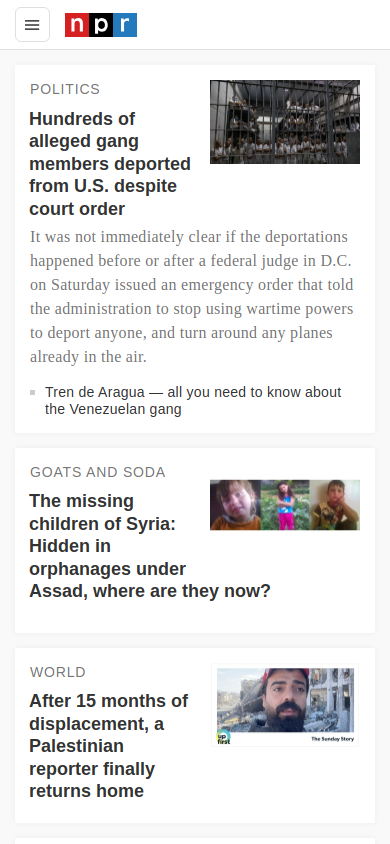 npr
POLITICS
Hundreds of
alleged gang
members deported
from U.S. despite
court order
It was not immediately clear if the deportations
happened before or after a federal judge in D.C.
on Saturday issued an emergency order that told
the administration to stop using wartime powers
to deport anyone, and turn around any planes
already in the air.
Tren de Aragua — all you need to know about
the Venezuelan gang
GOATS AND SODA
The missing
children of Syria:
Hidden in
orphanages under
Assad, where are they now?
WORLD
After 15 months of
displacement, a
Palestinian
reporter finally
returns home
up
first
The Sunday Story